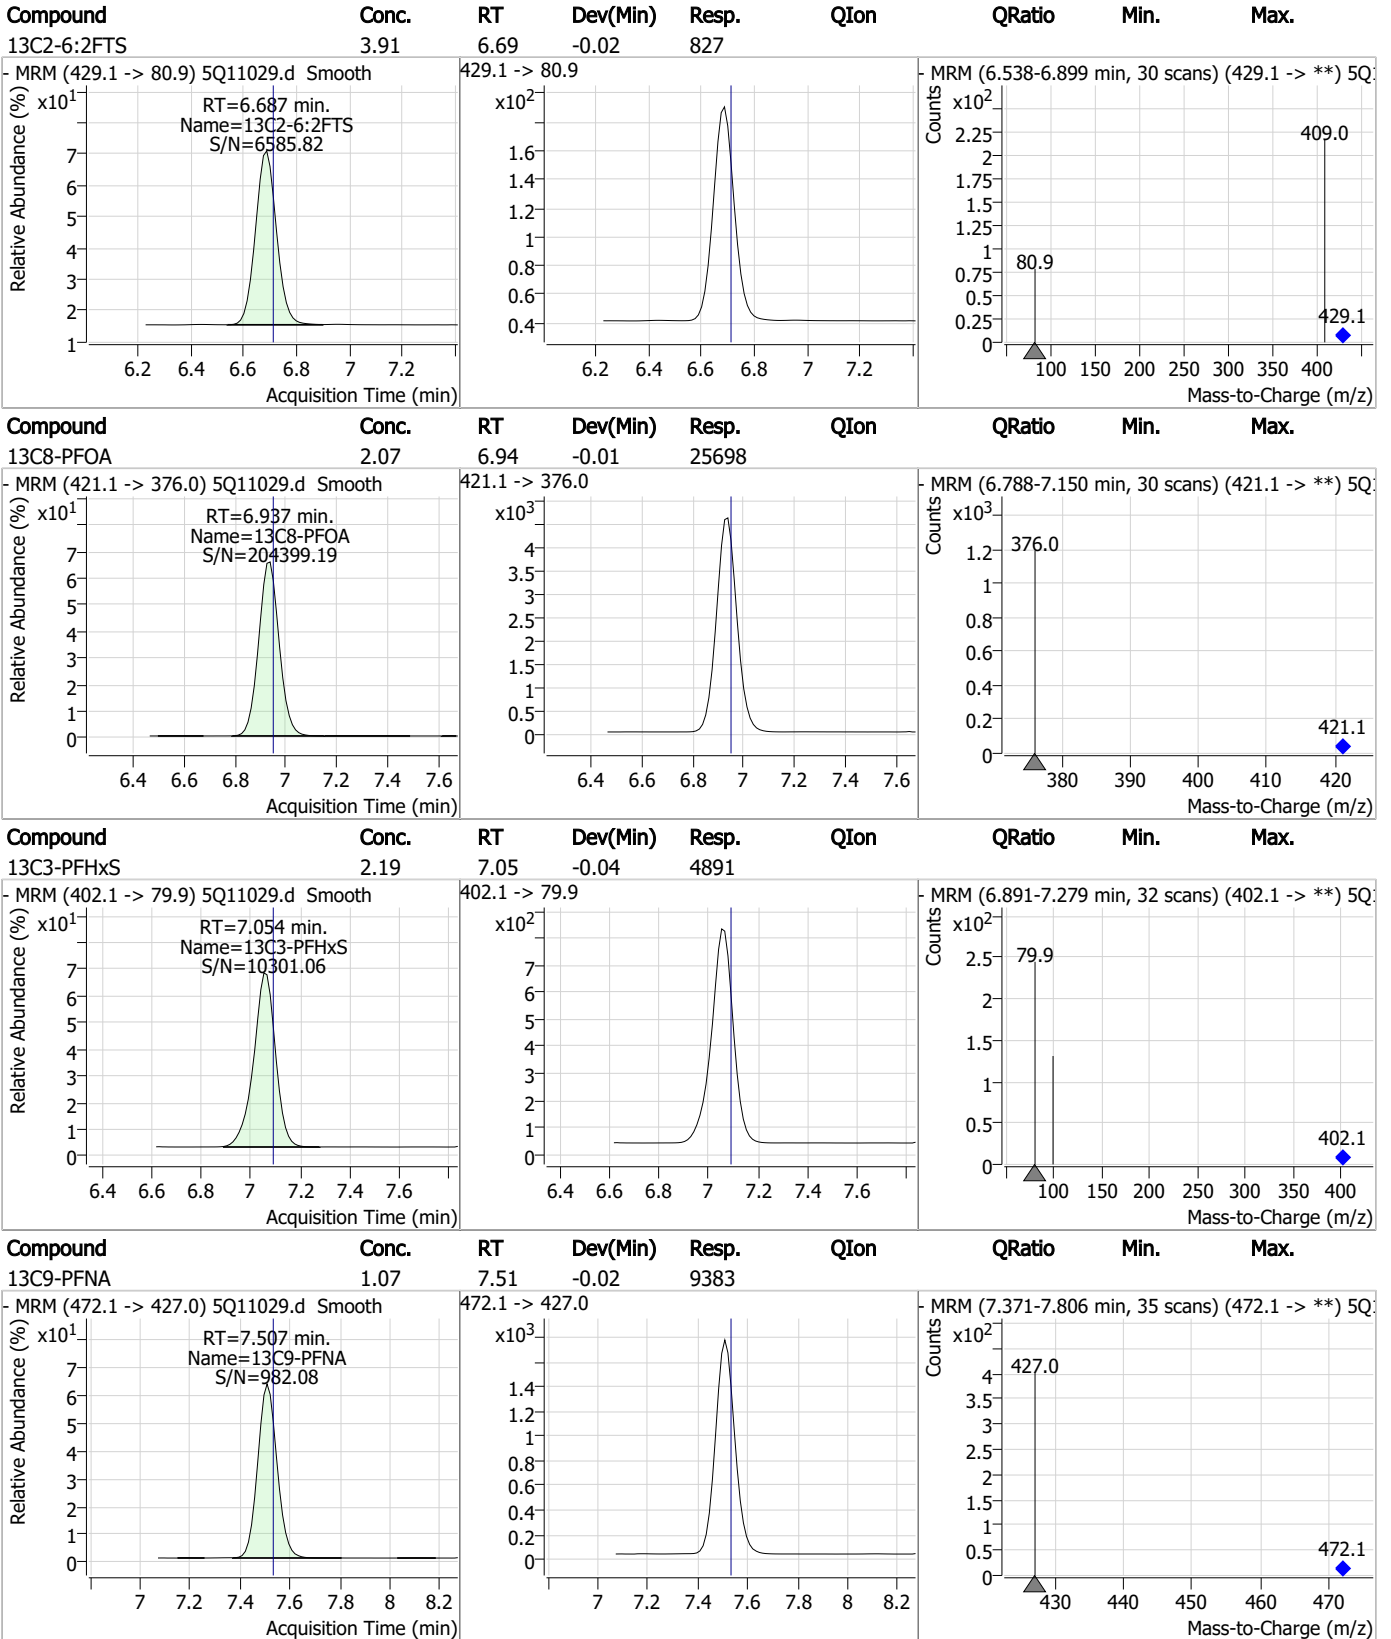 Compound Conc. RT Dev(Min) Resp. QIon QRatio Min. Max.
13C2-6:2FTS 3.91 6.69 -0.02 827
- MRM (429.1 -> 80.9) 5Q11029.d Smooth
Relative Abundance (%)
x10^1
RT=6.687 min.
Name=13C2-6:2FTS
S/N=6585.82
7
6
5
4
3
2
1
6.2 6.4 6.6 6.8 7 7.2
Acquisition Time (min)
429.1 -> 80.9
x10^2
1.6
1.4
1.2
1
0.8
0.6
0.4
6.2 6.4 6.6 6.8 7 7.2
- MRM (6.538-6.899 min, 30 scans) (429.1 -> **) 5Q1
Counts
x10^2
2.25
2
1.75
1.5
1.25
1
0.75
0.5
0.25
0
409.0
80.9
429.1
100 150 200 250 300 350 400
Mass-to-Charge (m/z)
Compound Conc. RT Dev(Min) Resp. QIon QRatio Min. Max.
13C8-PFOA 2.07 6.94 -0.01 25698
- MRM (421.1 -> 376.0) 5Q11029.d Smooth
Relative Abundance (%)
x10^1
RT=6.937 min.
Name=13C8-PFOA
S/N=204399.19
7
6
5
4
3
2
1
0
6.4 6.6 6.8 7 7.2 7.4 7.6
Acquisition Time (min)
421.1 -> 376.0
x10^3
4
3.5
3
2.5
2
1.5
1
0.5
0
6.4 6.6 6.8 7 7.2 7.4 7.6
- MRM (6.788-7.150 min, 30 scans) (421.1 -> **) 5Q1
Counts
x10^3
1.2
1
0.8
0.6
0.4
0.2
0
376.0
421.1
380 390 400 410 420
Mass-to-Charge (m/z)
Compound Conc. RT Dev(Min) Resp. QIon QRatio Min. Max.
13C3-PFHxS 2.19 7.05 -0.04 4891
- MRM (402.1 -> 79.9) 5Q11029.d Smooth
Relative Abundance (%)
x10^1
RT=7.054 min.
Name=13C3-PFHxS
S/N=10301.06
7
6
5
4
3
2
1
0
6.4 6.6 6.8 7 7.2 7.4 7.6
Acquisition Time (min)
402.1 -> 79.9
x10^2
7
6
5
4
3
2
1
0
6.4 6.6 6.8 7 7.2 7.4 7.6
- MRM (6.891-7.279 min, 32 scans) (402.1 -> **) 5Q1
Counts
x10^2
2.5
2
1.5
1
0.5
0
79.9
402.1
100 150 200 250 300 350 400
Mass-to-Charge (m/z)
Compound Conc. RT Dev(Min) Resp. QIon QRatio Min. Max.
13C9-PFNA 1.07 7.51 -0.02 9383
- MRM (472.1 -> 427.0) 5Q11029.d Smooth
Relative Abundance (%)
x10^1
RT=7.507 min.
Name=13C9-PFNA
S/N=982.08
7
6
5
4
3
2
1
0
7 7.2 7.4 7.6 7.8 8 8.2
Acquisition Time (min)
472.1 -> 427.0
x10^3
1.4
1.2
1
0.8
0.6
0.4
0.2
0
7 7.2 7.4 7.6 7.8 8 8.2
- MRM (7.371-7.806 min, 35 scans) (472.1 -> **) 5Q1
Counts
x10^2
4
3.5
3
2.5
2
1.5
1
0.5
0
427.0
472.1
430 440 450 460 470
Mass-to-Charge (m/z)